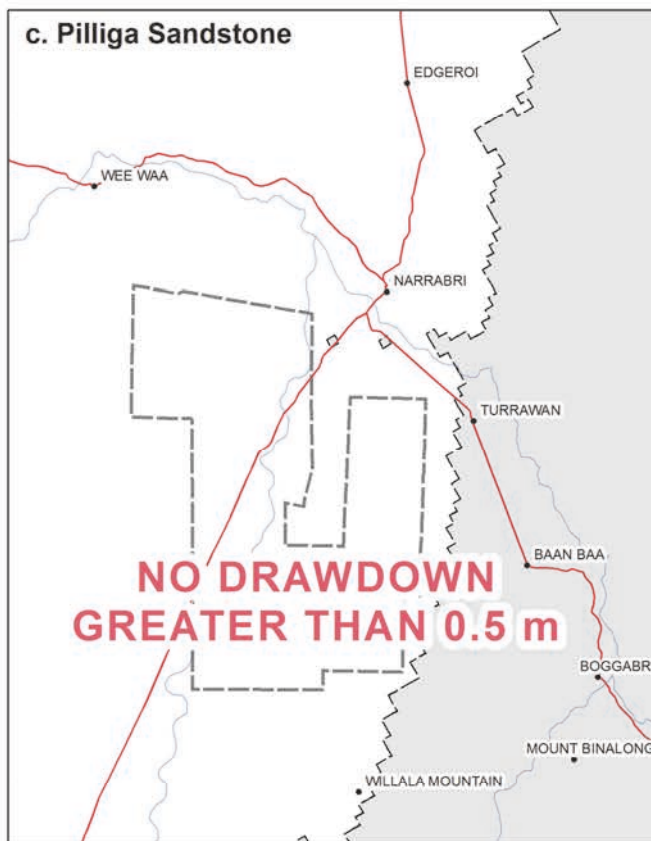 c. Pilliga Sandstone
EDGEROI
WEE WAA
NARRABRI
TURRAWAN
BAAN BAA
NO DRAWDOWN
GREATER THAN 0.5 m
BOGGABRI
MOUNT BINALONG
WILLALA MOUNTAIN